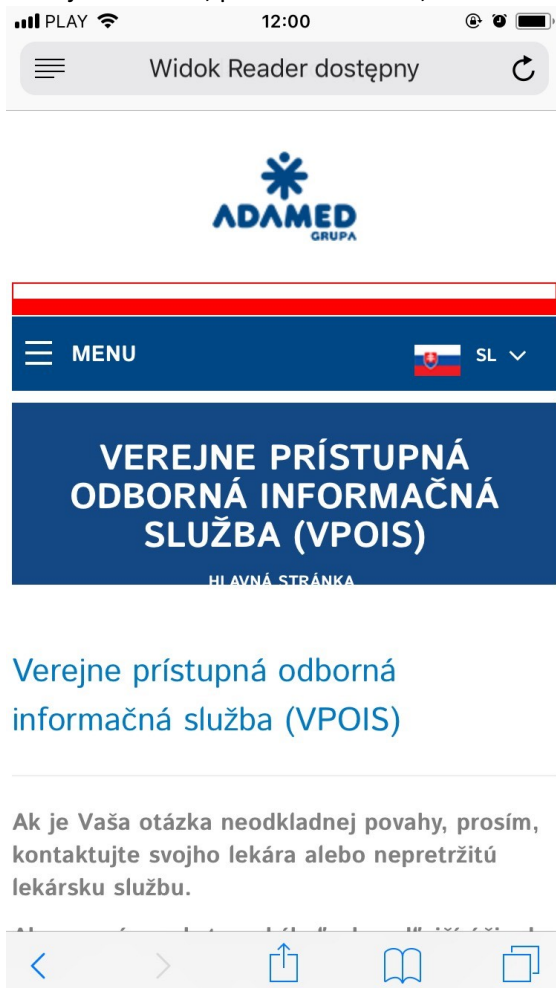 PLAY 12:00
Widok Reader dostępny
ADAMED
GRUPA
MENU SL
VEREJNE PRÍSTUPNÁ
ODBORNÁ INFORMAČNÁ
SLUŽBA (VPOIS)
HLAVNÁ STRÁNKA
Verejne prístupná odborná
informačná služba (VPOIS)
Ak je Vaša otázka neodkladnej povahy, prosím,
kontaktujte svojho lekára alebo nepretržitú
lekársku službu.